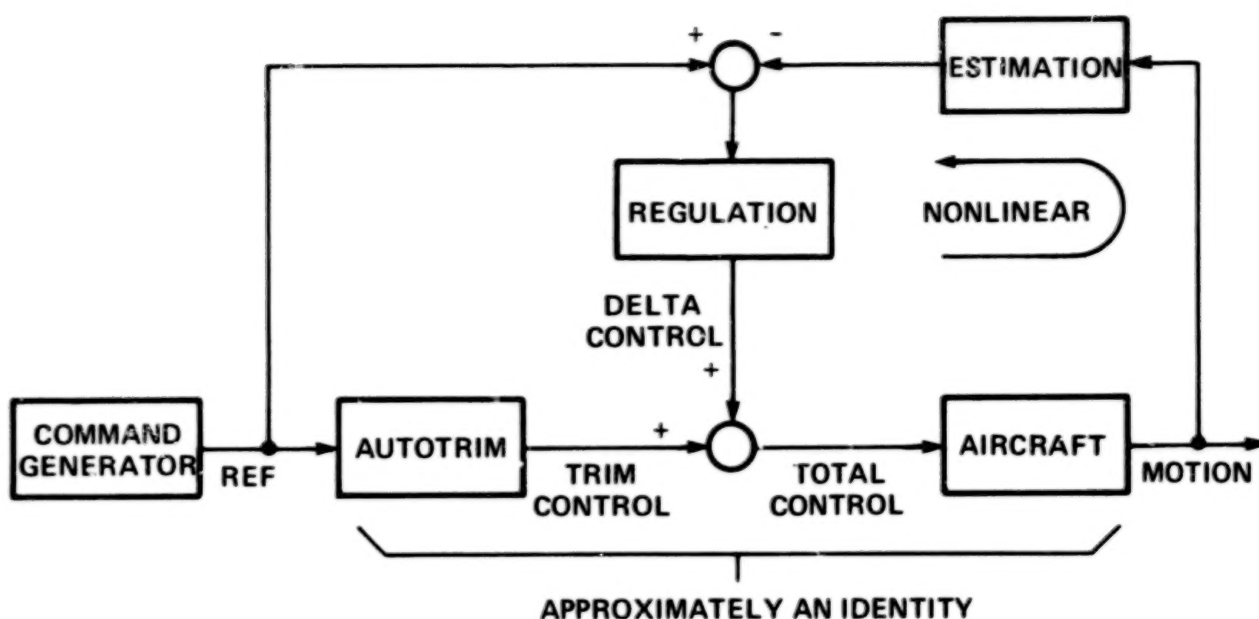 + -
ESTIMATION
REGULATION
NONLINEAR
DELTA
CONTROL
+
COMMAND
GENERATOR
REF
AUTOTRIM
+
TRIM
CONTROL
TOTAL
CONTROL
AIRCRAFT
MOTION
APPROXIMATELY AN IDENTITY